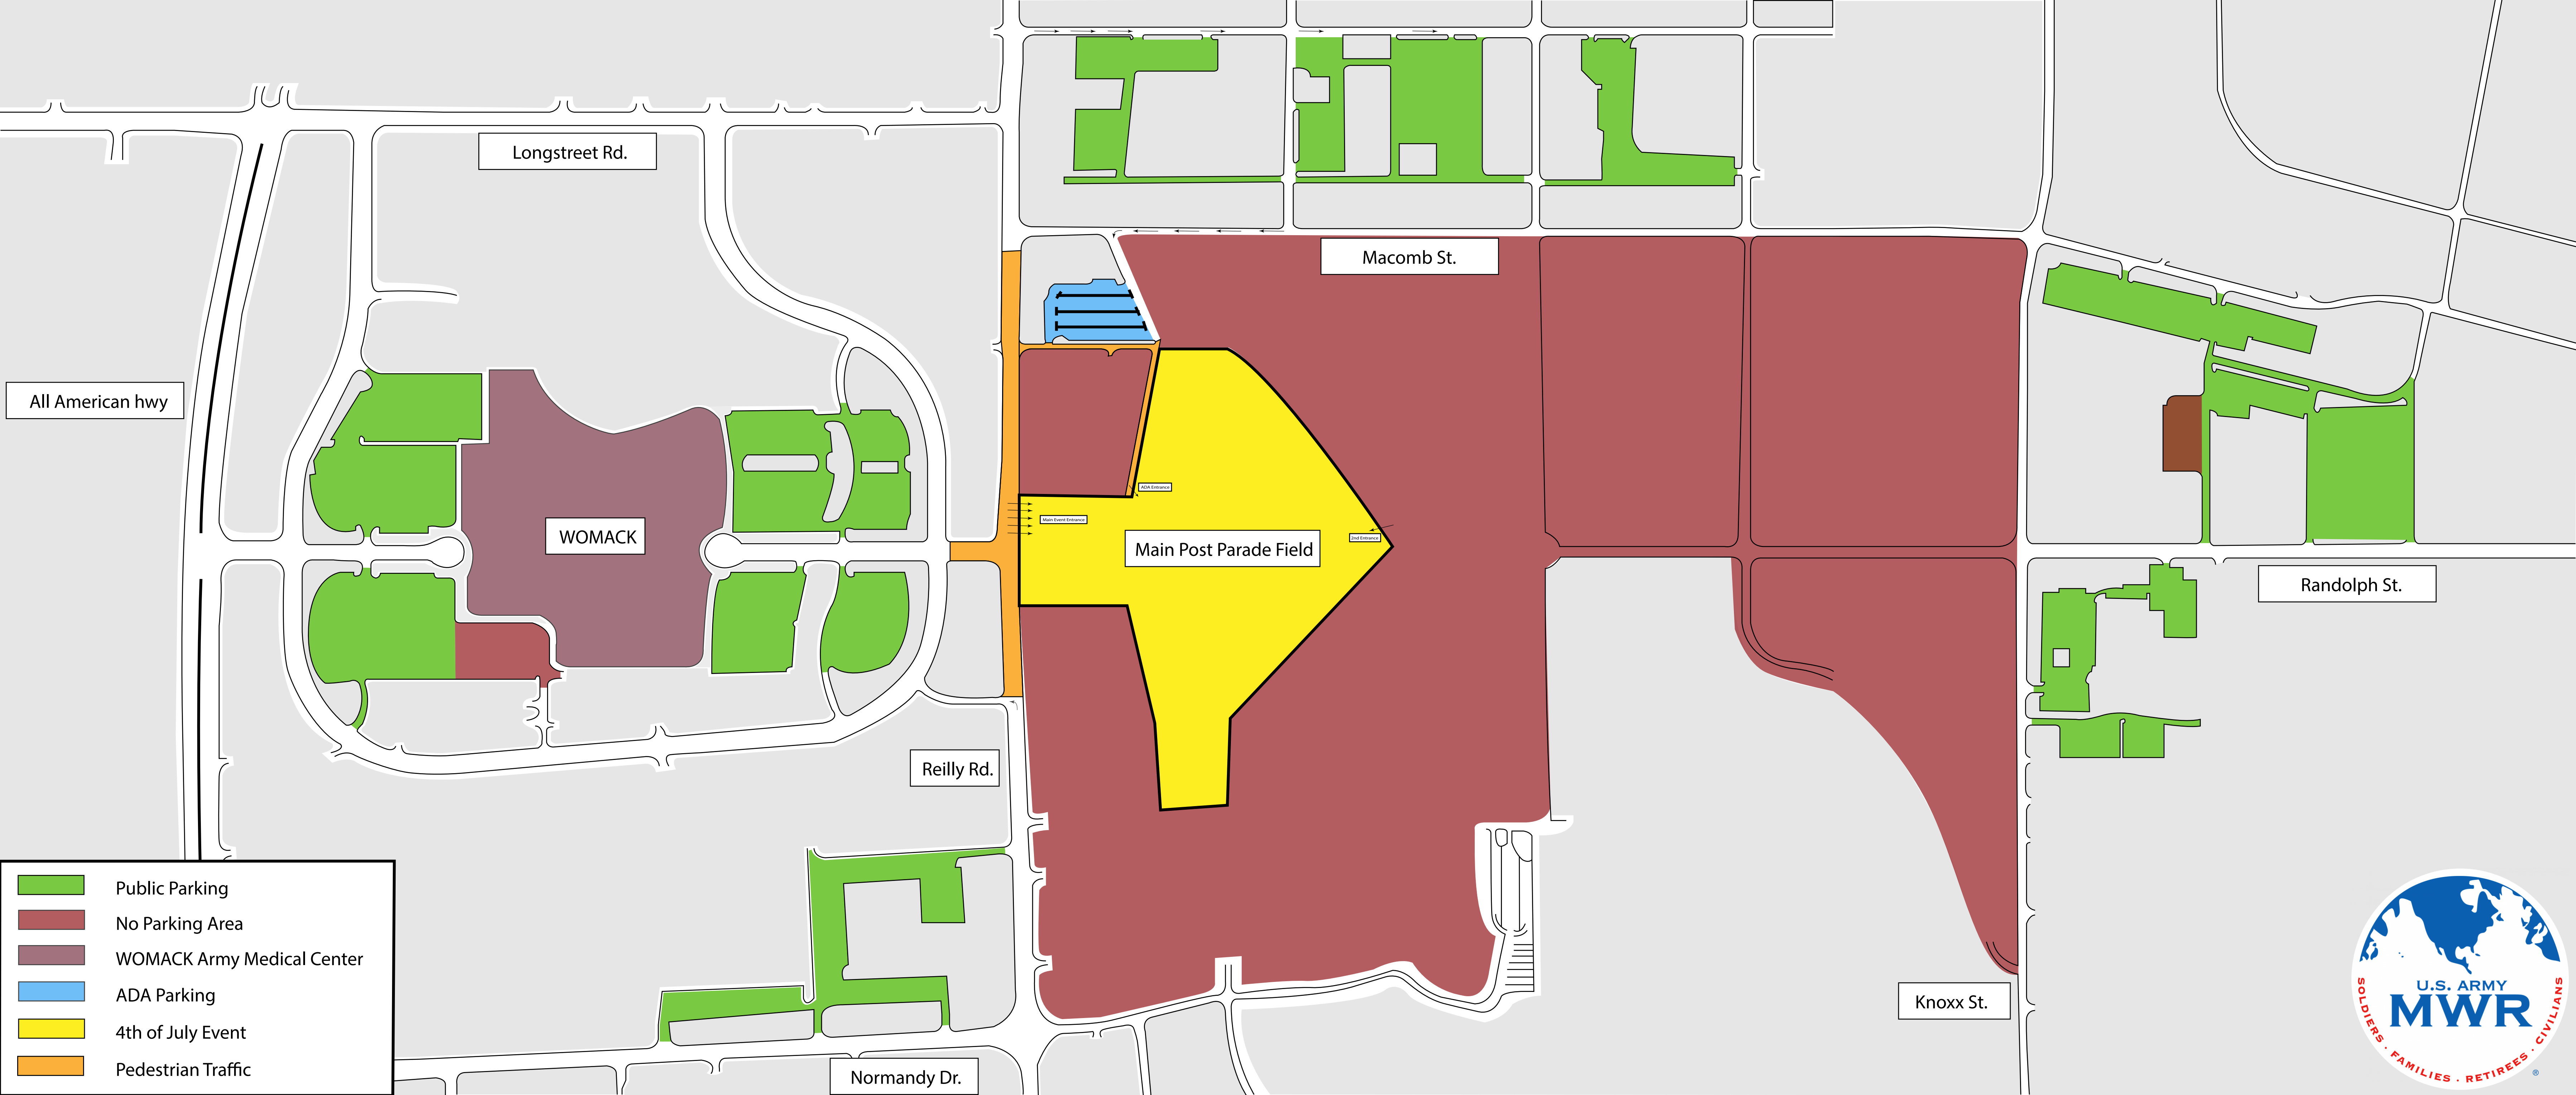 Longstreet Rd.
Macomb St.
All American hwy
ADA Entrance
Main Event Entrance
WOMACK
2nd Entrance
Main Post Parade Field
Randolph St.
Reilly Rd.
Public Parking
No Parking Area
WOMACK Army Medical Center
ADA Parking
4th of July Event
Pedestrian Traffic
Knoxx St.
Normandy Dr.
U.S. ARMY
MWR
SOLDIERS · FAMILIES · RETIREES · CIVILIANS
®